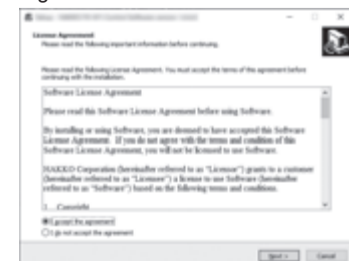 License Agreement
Please read the following important information before continuing.
Please read the following License Agreement. You must accept the terms of this agreement before
continuing with the installation.
Software License Agreement
Please read this Software License Agreement before using Software.
By installing or using Software, you are deemed to have accepted this Software
License Agreement. If you do not agree with the terms and condition of this
Software License Agreement, you will not be licensed to use Software.
HAKKO Corporation (hereinafter referred to as "Licensor") grants to a customer
(hereinafter referred to as "Licensee") a license to use Software (hereinafter
referred to as "Software") based on the following terms and conditions.
1. Copyright
I accept the agreement
I do not accept the agreement
Next >
Cancel